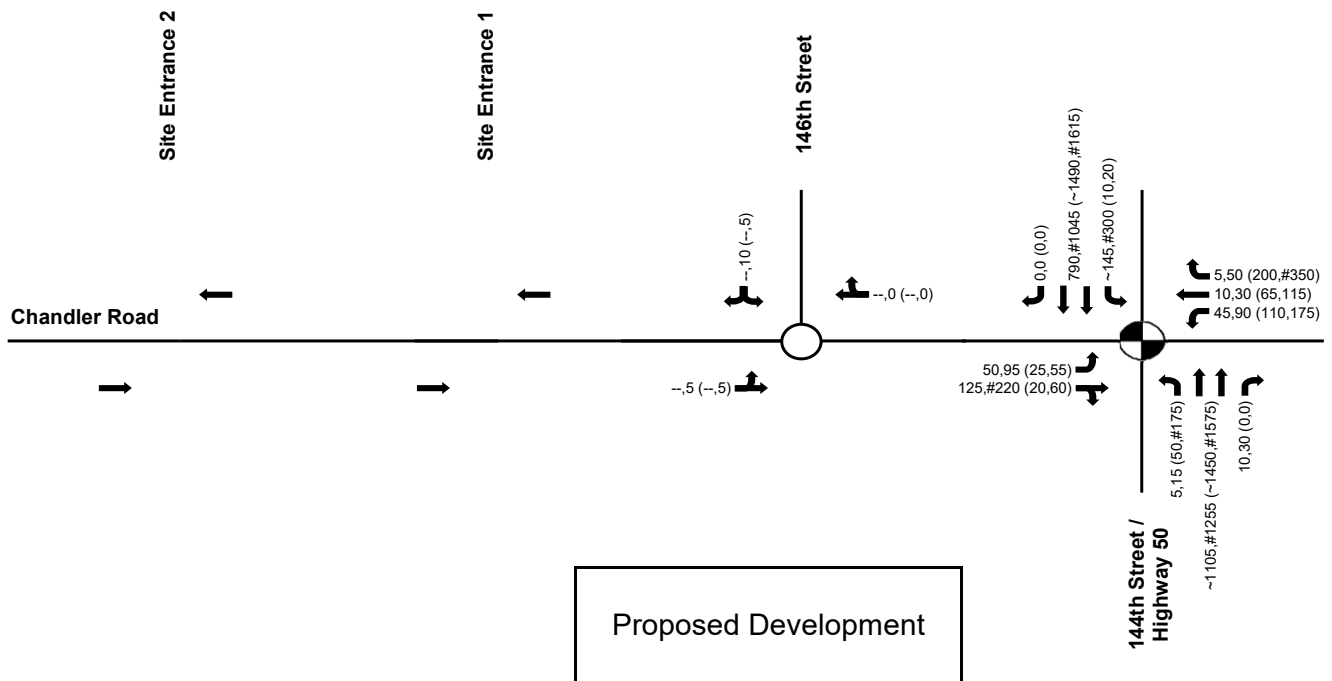 Site Entrance 2
Site Entrance 1
146th Street
--,10 (--,5)
--,0 (--,0)
0,0 (0,0)
790,#1045 (~1490,#1615)
~145,#300 (10,20)
5,50 (200,#350)
10,30 (65,115)
45,90 (110,175)
Chandler Road
--,5 (--,5)
50,95 (25,55)
125,#220 (20,60)
5,15 (50,#175)
~1105,#1255 (~1450,#1575)
10,30 (0,0)
144th Street /
Highway 50
Proposed Development